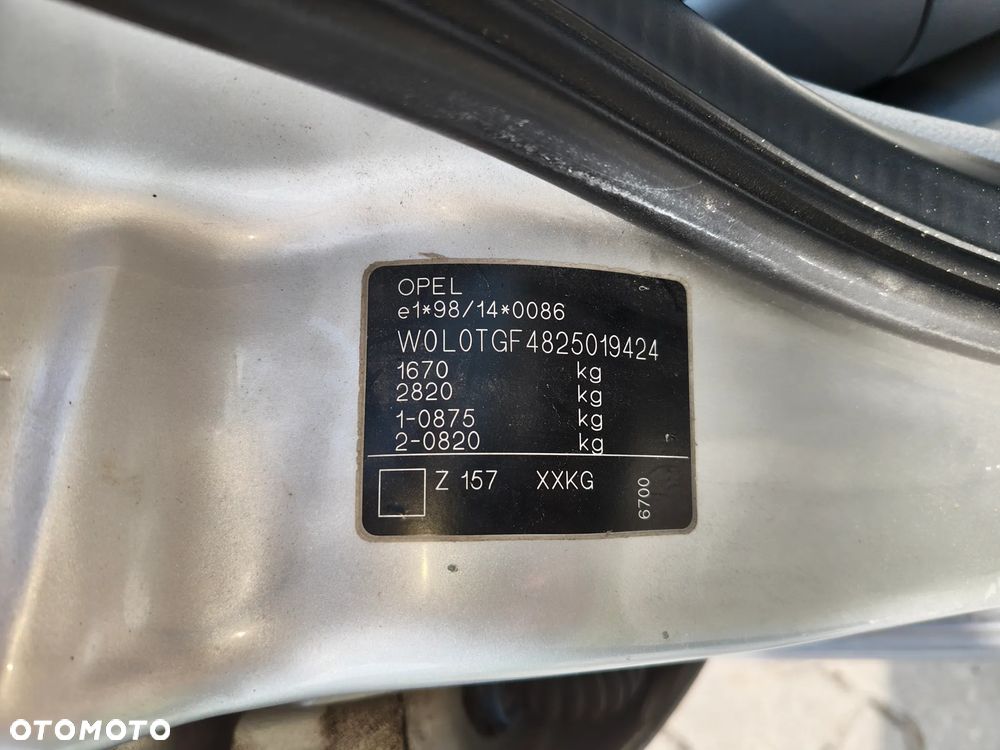 OPEL
e1*98/14*0086
W0L0TGF4825019424
1670 kg
2820 kg
1-0875 kg
2-0820 kg
Z 157 XXKG
6700
OTOMOTO